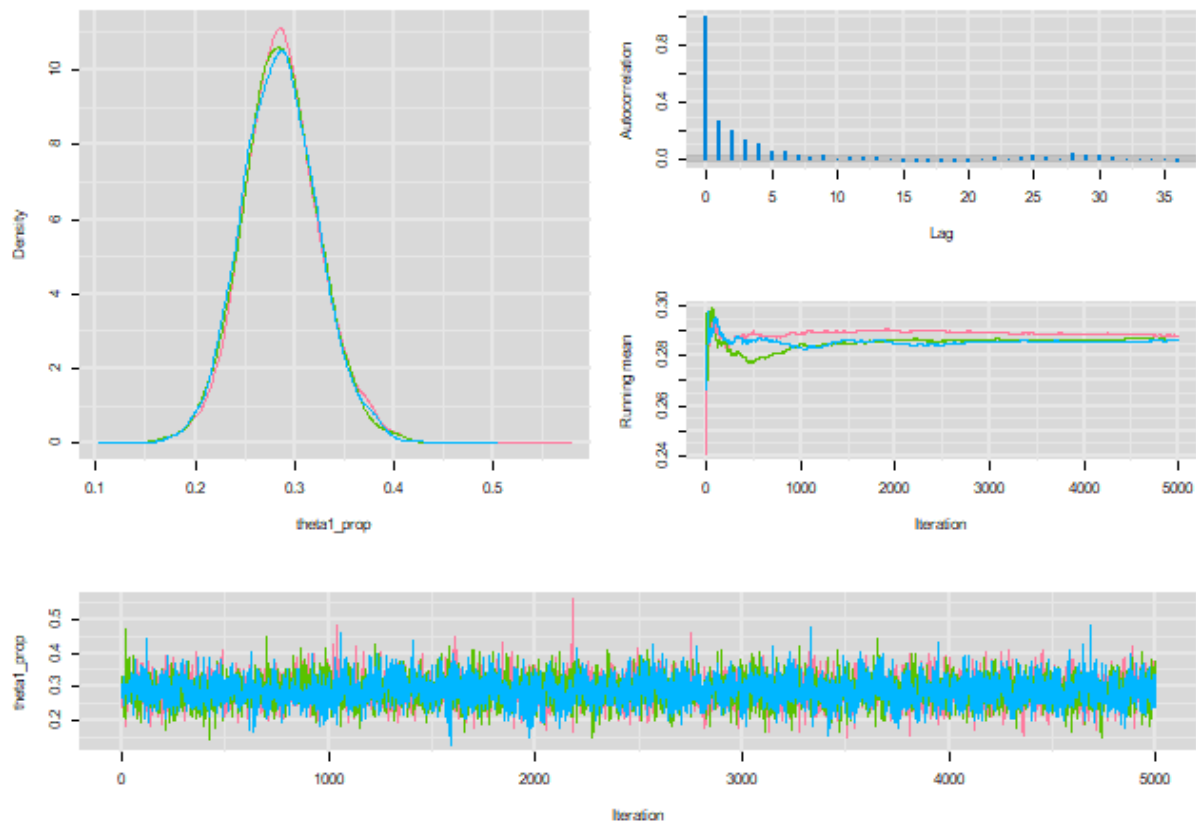 Density
10
8
6
4
2
0
0.1 0.2 0.3 0.4 0.5
theta1_prop
Autocorrelation
0.8
0.4
0.0
0 5 10 15 20 25 30 35
Lag
Running mean
0.30
0.28
0.26
0.24
0 1000 2000 3000 4000 5000
Iteration
theta1_prop
0.5
0.4
0.3
0.2
0 1000 2000 3000 4000 5000
Iteration